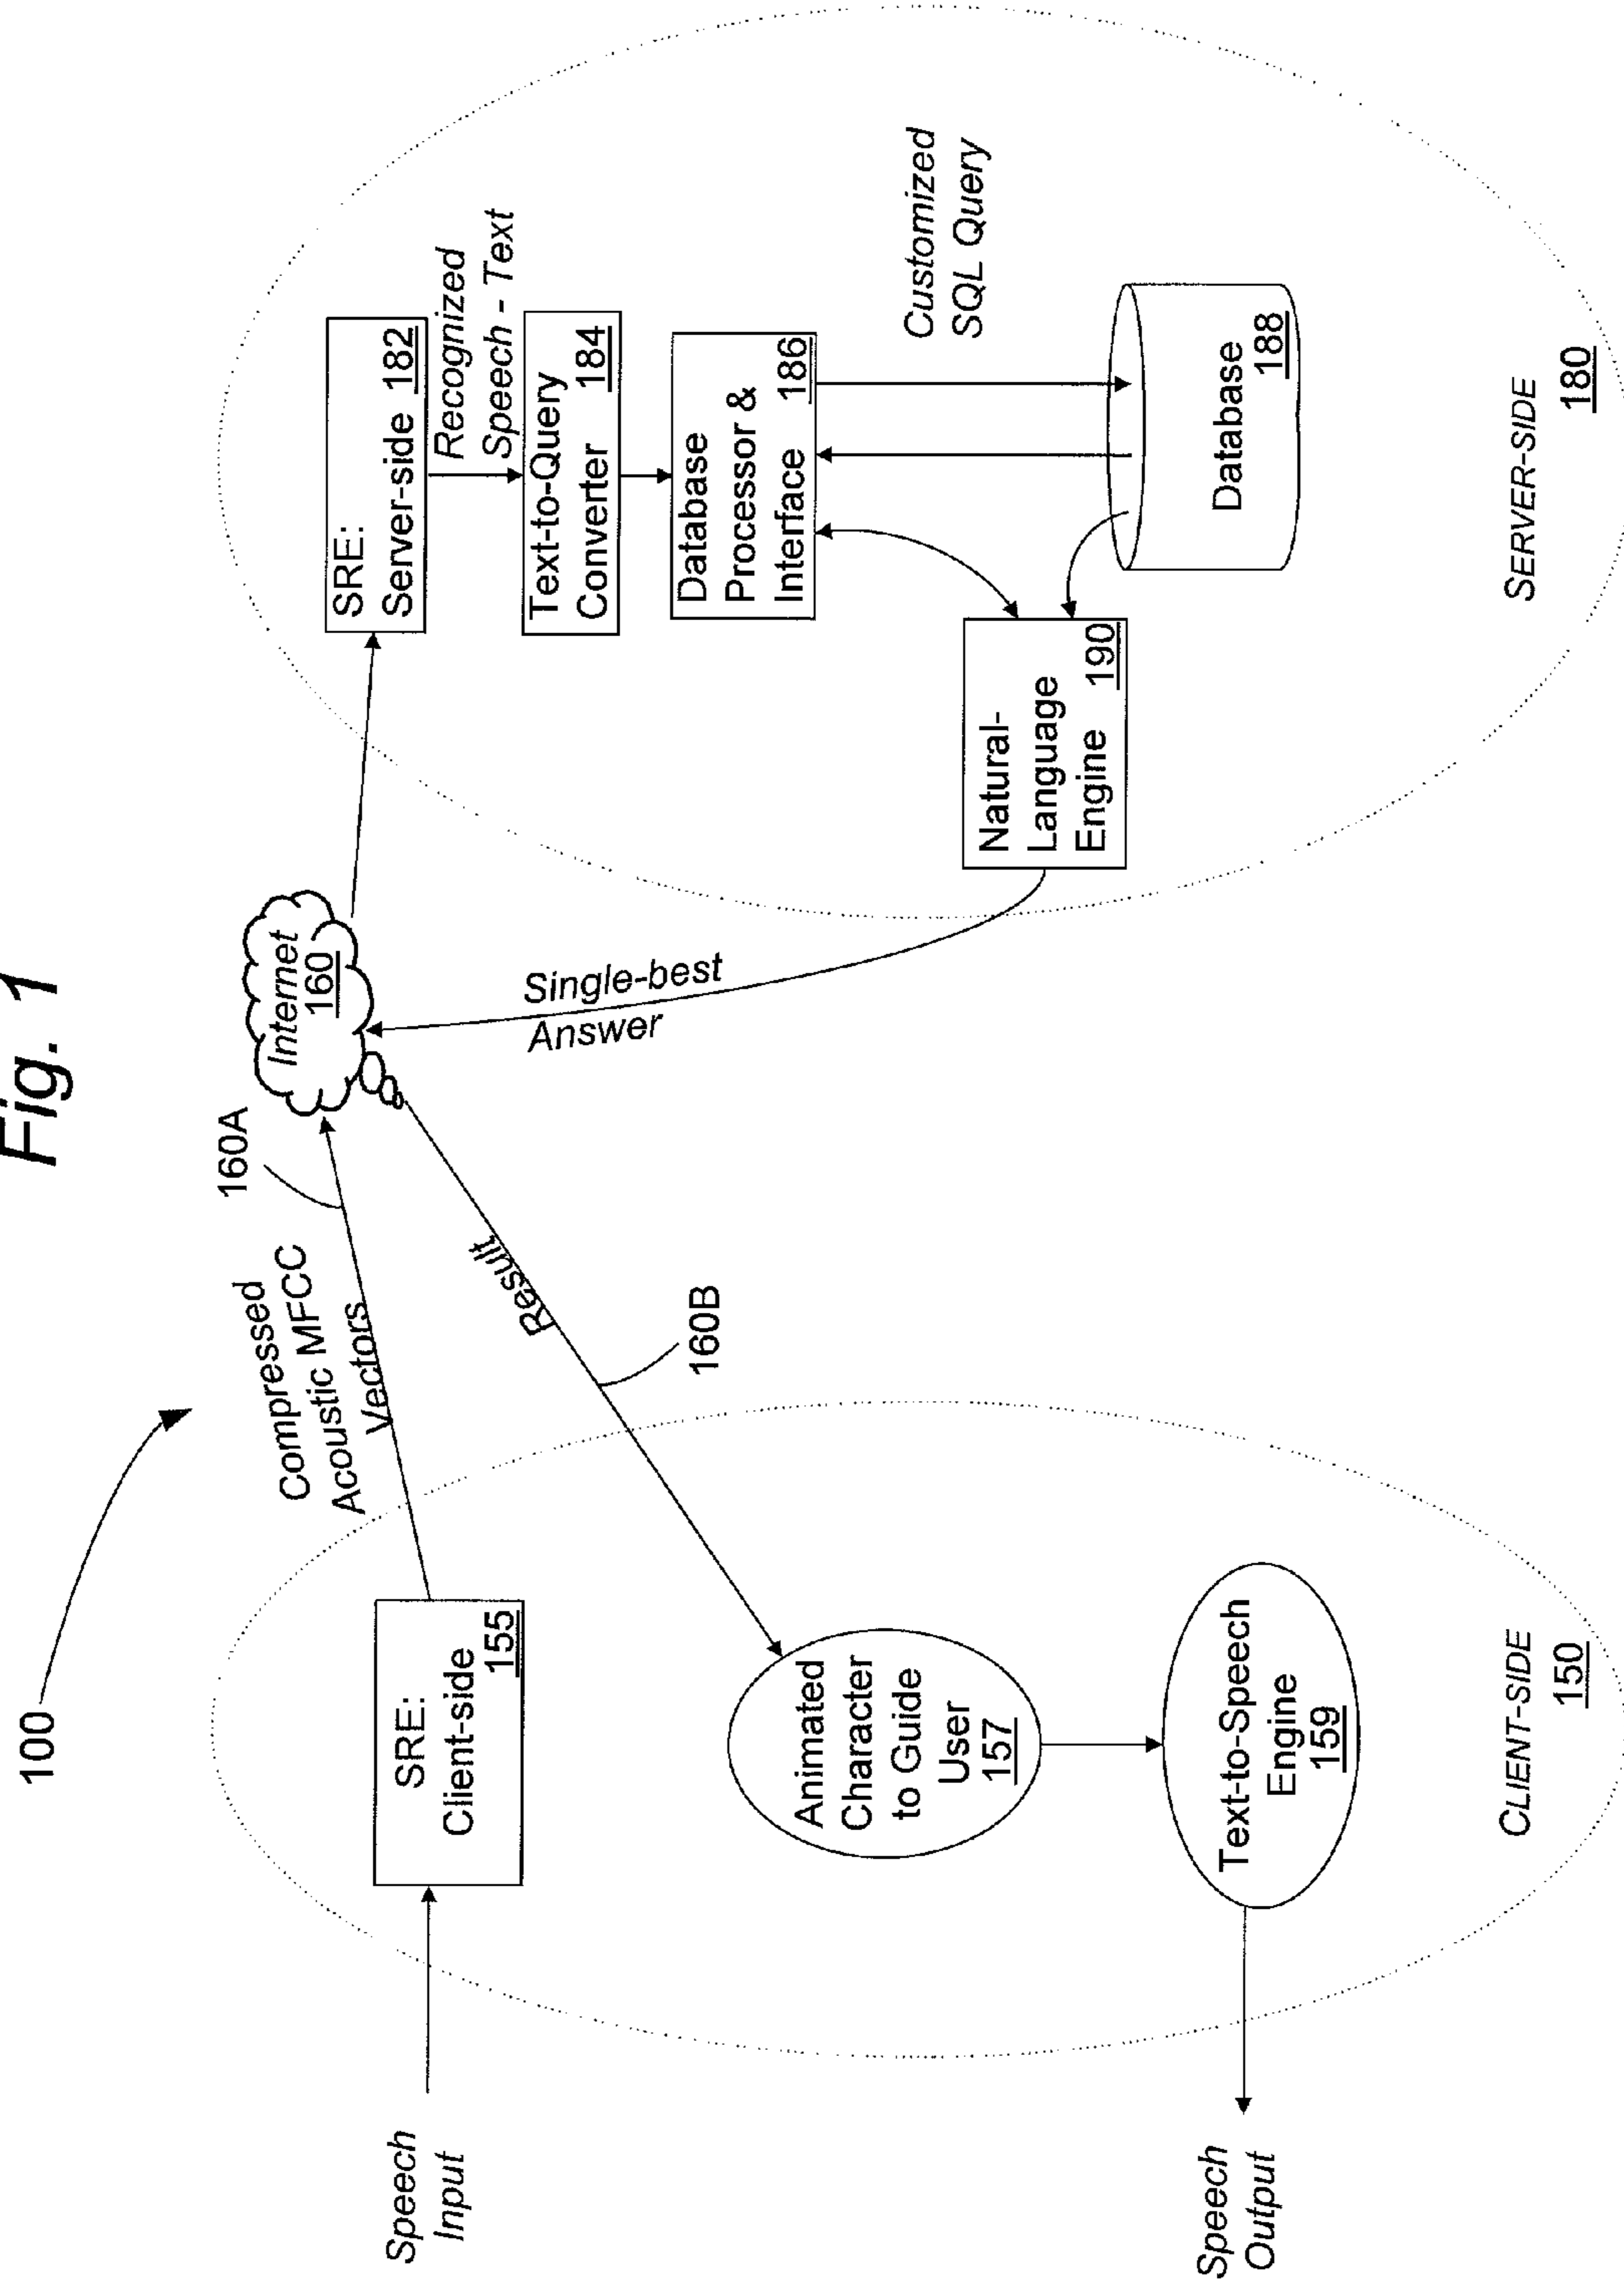 Fig. 1
100
Speech
Input
SRE:
Client-side
155
Compressed
Acoustic MFCC
Vectors
160A
Internet
160
Result
160B
Animated
Character
to Guide
User
157
Text-to-Speech
Engine
159
Speech
Output
CLIENT-SIDE
150
SRE:
Server-side 182
Recognized
Speech - Text
Text-to-Query
Converter 184
Database
Processor &
Interface 186
Customized
SQL Query
Database
188
Natural-
Language
Engine 190
Single-best
Answer
SERVER-SIDE
180